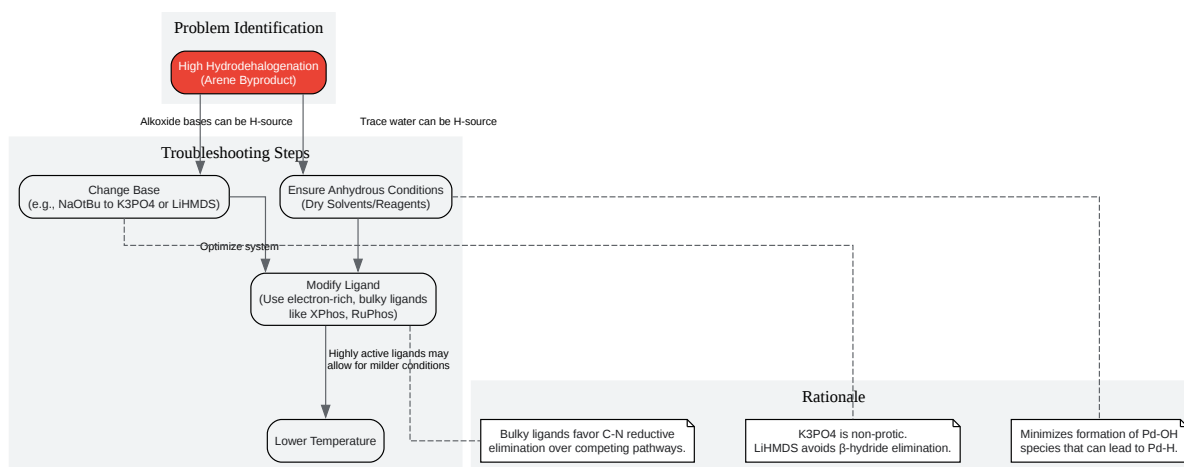 Problem Identification
High Hydrodehalogenation
(Arene Byproduct)
Alkoxide bases can be H-source
Trace water can be H-source
Troubleshooting Steps
Change Base
(e.g., NaOtBu to K3PO4 or LiHMDS)
Ensure Anhydrous Conditions
(Dry Solvents/Reagents)
Optimize system
Modify Ligand
(Use electron-rich, bulky ligands
like XPhos, RuPhos)
Highly active ligands may
allow for milder conditions
Lower Temperature
Rationale
Bulky ligands favor C-N reductive
elimination over competing pathways.
K3PO4 is non-protic.
LiHMDS avoids β-hydride elimination.
Minimizes formation of Pd-OH
species that can lead to Pd-H.